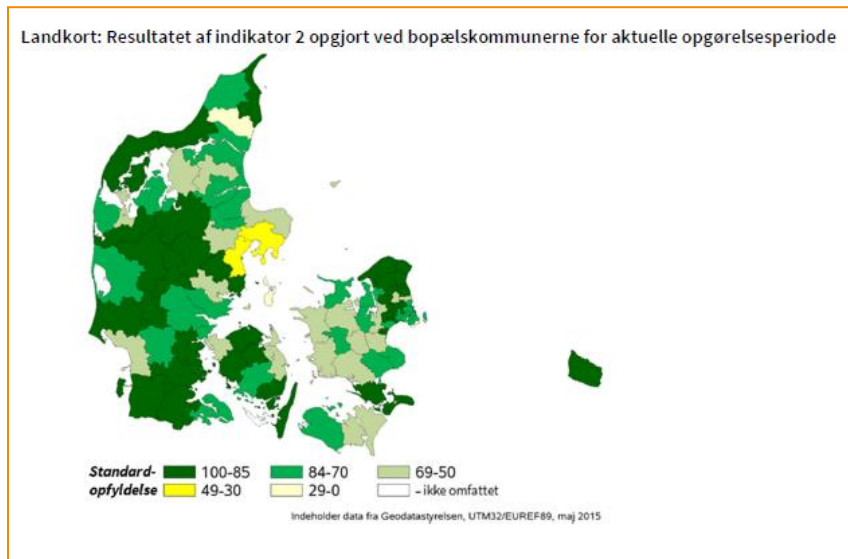 Landkort: Resultatet af indikator 2 opgjort ved bopælskommunerne for aktuelle opgørelsesperiode
Standard- 100-85 84-70 69-50
opfyldelse 49-30 29-0 - ikke omfattet
Indeholder data fra Geodatastyrelsen, UTM32/EUREF89, maj 2015